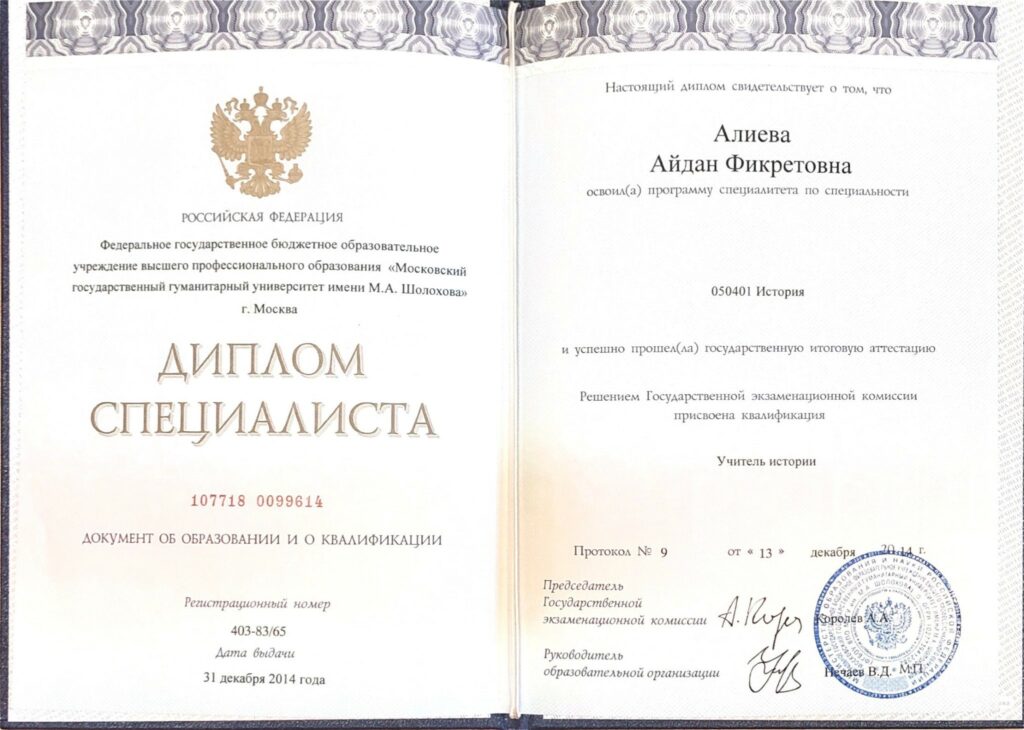 РОССИЙСКАЯ ФЕДЕРАЦИЯ
Федеральное государственное бюджетное образовательное
учреждение высшего профессионального образования «Московский
государственный гуманитарный университет имени М.А. Шолохова»
г. Москва
ДИПЛОМ
СПЕЦИАЛИСТА
107718 0099614
ДОКУМЕНТ ОБ ОБРАЗОВАНИИ И О КВАЛИФИКАЦИИ
Регистрационный номер
403-83/65
Дата выдачи
31 декабря 2014 года
Настоящий диплом свидетельствует о том, что
Алиева
Айдан Фикретовна
освоил(а) программу специалитета по специальности
050401 История
и успешно прошел(ла) государственную итоговую аттестацию
Решением Государственной экзаменационной комиссии
присвоена квалификация
Учитель истории
Протокол № 9 от « 13 » декабря 2014 г.
Председатель
Государственной
экзаменационной комиссии Королев А.А.
Руководитель
образовательной организации Нечаев В.Д. М.П.